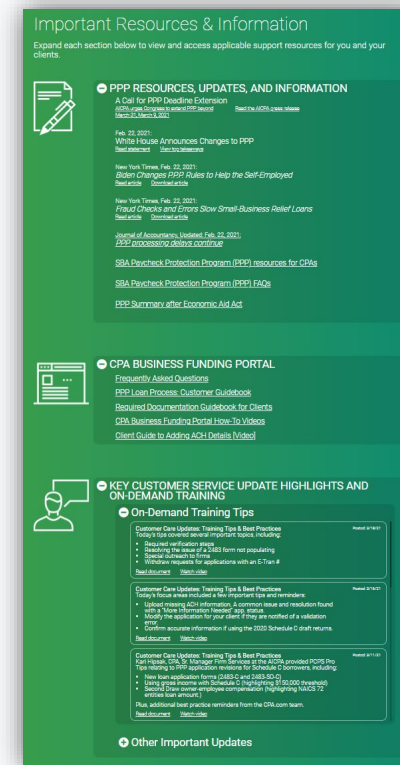 Important Resources & Information
Expand each section below to view and access applicable support resources for you and your
clients.
PPP RESOURCES, UPDATES, AND INFORMATION
A Call for PPP Deadline Extension
AICPA urges Congress to extend PPP beyond Read the AICPA press release
March 31, March 9, 2021
Feb. 22, 2021:
White House Announces Changes to PPP
Read statement View top takeaways
New York Times, Feb. 22, 2021:
Biden Changes P.P.P. Rules to Help the Self-Employed
Read article Download article
New York Times, Feb. 22, 2021:
Fraud Checks and Errors Slow Small-Business Relief Loans
Read article Download article
Journal of Accountancy, Updated: Feb. 22, 2021:
PPP processing delays continue
SBA Paycheck Protection Program (PPP) resources for CPAs
SBA Paycheck Protection Program (PPP) FAQs
PPP Summary after Economic Aid Act
CPA BUSINESS FUNDING PORTAL
Frequently Asked Questions
PPP Loan Process: Customer Guidebook
Required Documentation Guidebook for Clients
CPA Business Funding Portal How-To Videos
Client Guide to Adding ACH Details [Video]
KEY CUSTOMER SERVICE UPDATE HIGHLIGHTS AND
ON-DEMAND TRAINING
On-Demand Training Tips
Customer Care Updates: Training Tips & Best Practices
Today's tips covered several important topics, including:
• Required verification steps
• Resolving the issue of a 2483 form not populating
• Special outreach to firms
• Withdraw requests for applications with an E-Tran #
Read document Watch video
Customer Care Updates: Training Tips & Best Practices
Today's focus areas included a few important tips and reminders:
• Upload missing ACH information, A common issue and resolution found
with a "More Information Needed" app. status
• Modify the application for your client if they are notified of a validation
error
• Confirm accurate information if using the 2020 Schedule C draft returns.
Read document Watch video
Customer Care Updates: Training Tips & Best Practices
Kari Hipsak, CPA, Sr. Manager Firm Services at the AICPA provided PCPS Pro
Tips relating to PPP application revisions for Schedule C borrowers, including:
• New loan application forms (2483-C and 2483-SD-C)
• Using gross income with Schedule C (highlighting $150,000 threshold)
• Second Draw owner-employee compensation (highlighting NAICS 72
entities loan amount.)
Plus, additional best practice reminders from the CPA.com team.
Read document Watch video
Other Important Updates